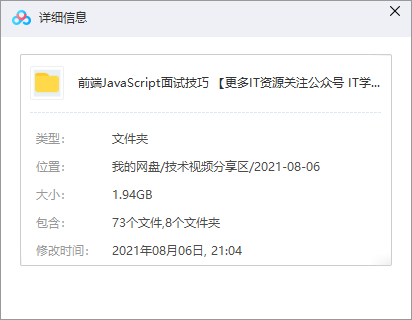 详细信息
前端JavaScript面试技巧 【更多IT资源关注公众号 IT学...
类型： 文件夹
位置： 我的网盘/技术视频分享区/2021-08-06
大小： 1.94GB
包含： 73个文件,8个文件夹
修改时间： 2021年08月06日, 21:04